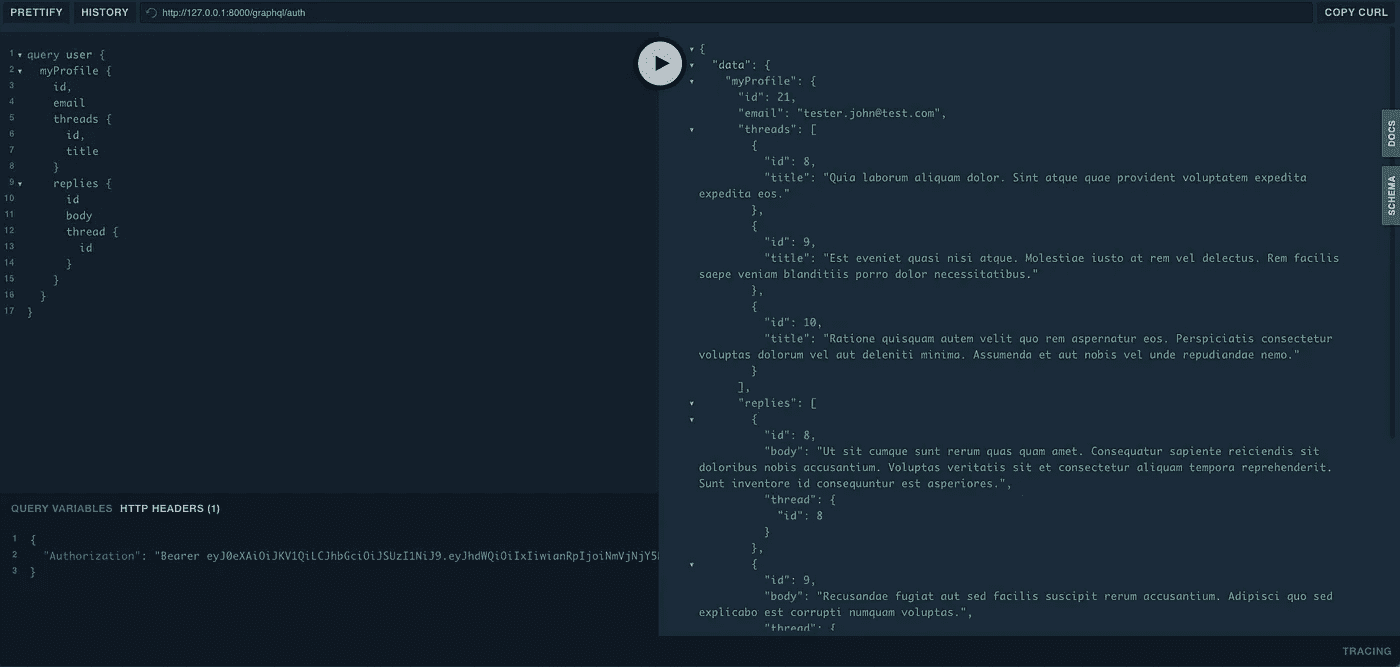 PRETTIFY HISTORY http://127.0.0.1:8000/graphql/auth COPY CURL
1 query user {
2 myProfile {
3 id,
4 email
5 threads {
6 id,
7 title
8 }
9 replies {
10 id
11 body
12 thread {
13 id
14 }
15 }
16 }
17 }
QUERY VARIABLES HTTP HEADERS (1)
1 {
2 "Authorization": "Bearer eyJ0eXAiOiJKV1QiLCJhbGciOiJSUzI1NiJ9.eyJhdWQiOiIxIiwianRpIjoiNmVjNjY5
3 }
{
"data": {
"myProfile": {
"id": 21,
"email": "tester.john@test.com",
"threads": [
{
"id": 8,
"title": "Quia laborum aliquam dolor. Sint atque quae provident voluptatem expedita
expedita eos."
},
{
"id": 9,
"title": "Est eveniet quasi nisi atque. Molestiae iusto at rem vel delectus. Rem facilis
saepe veniam blanditiis porro dolor necessitatibus."
},
{
"id": 10,
"title": "Ratione quisquam autem velit quo rem aspernatur eos. Perspiciatis consectetur
voluptas dolorum vel aut deleniti minima. Assumenda et aut nobis vel unde repudiandae nemo."
}
],
"replies": [
{
"id": 8,
"body": "Ut sit cumque sunt rerum quas quam amet. Consequatur sapiente reiciendis sit
doloribus nobis accusantium. Voluptas veritatis sit et consectetur aliquam tempora reprehenderit.
Sunt inventore id consequuntur est asperiores.",
"thread": {
"id": 8
}
},
{
"id": 9,
"body": "Recusandae fugiat aut sed facilis suscipit rerum accusantium. Adipisci quo sed
explicabo est corrupti numquam voluptas.",
"thread": {
DOCS
SCHEMA
TRACING